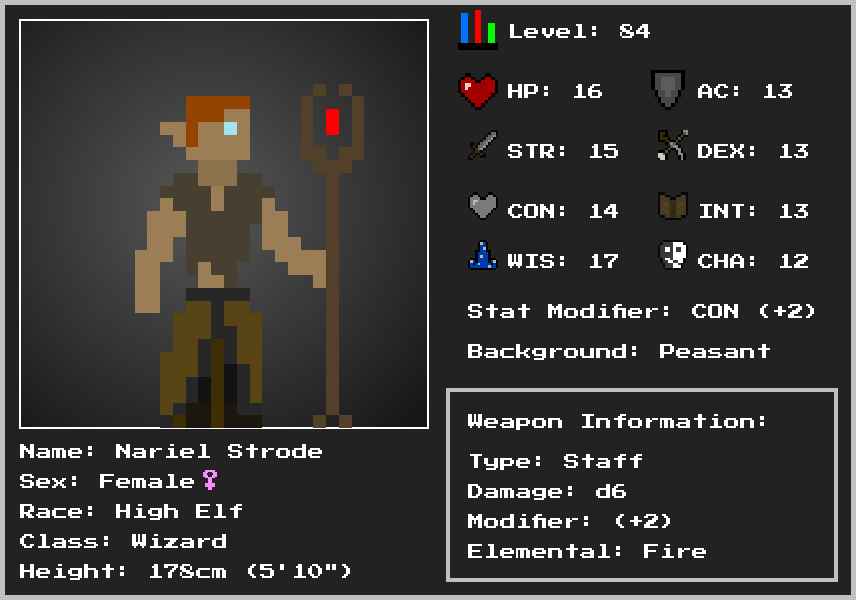 Level: 84
HP: 16 AC: 13
STR: 15 DEX: 13
CON: 14 INT: 13
WIS: 17 CHA: 12
Stat Modifier: CON (+2)
Background: Peasant
Weapon Information:
Type: Staff
Damage: d6
Modifier: (+2)
Elemental: Fire
Name: Nariel Strode
Sex: Female♀
Race: High Elf
Class: Wizard
Height: 178cm (5'10")